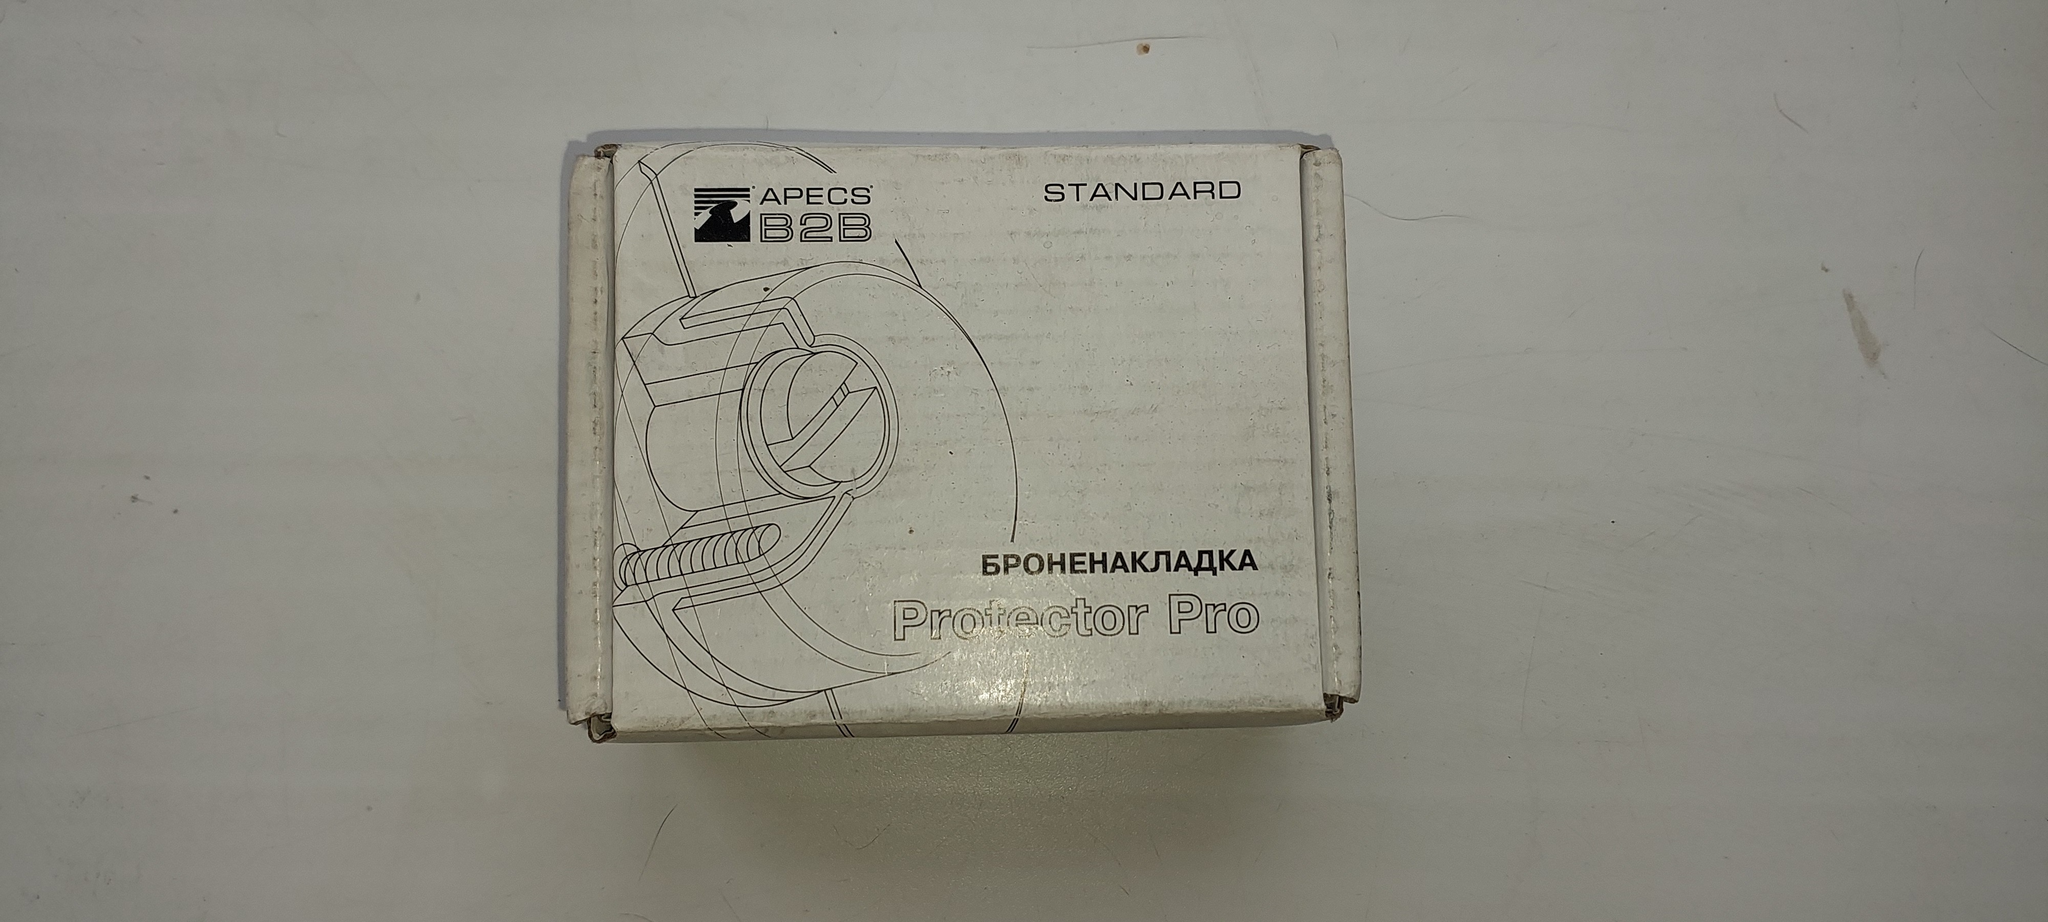 APECS
B2B
STANDARD
БРОНЕНАКЛАДКА
Protector Pro